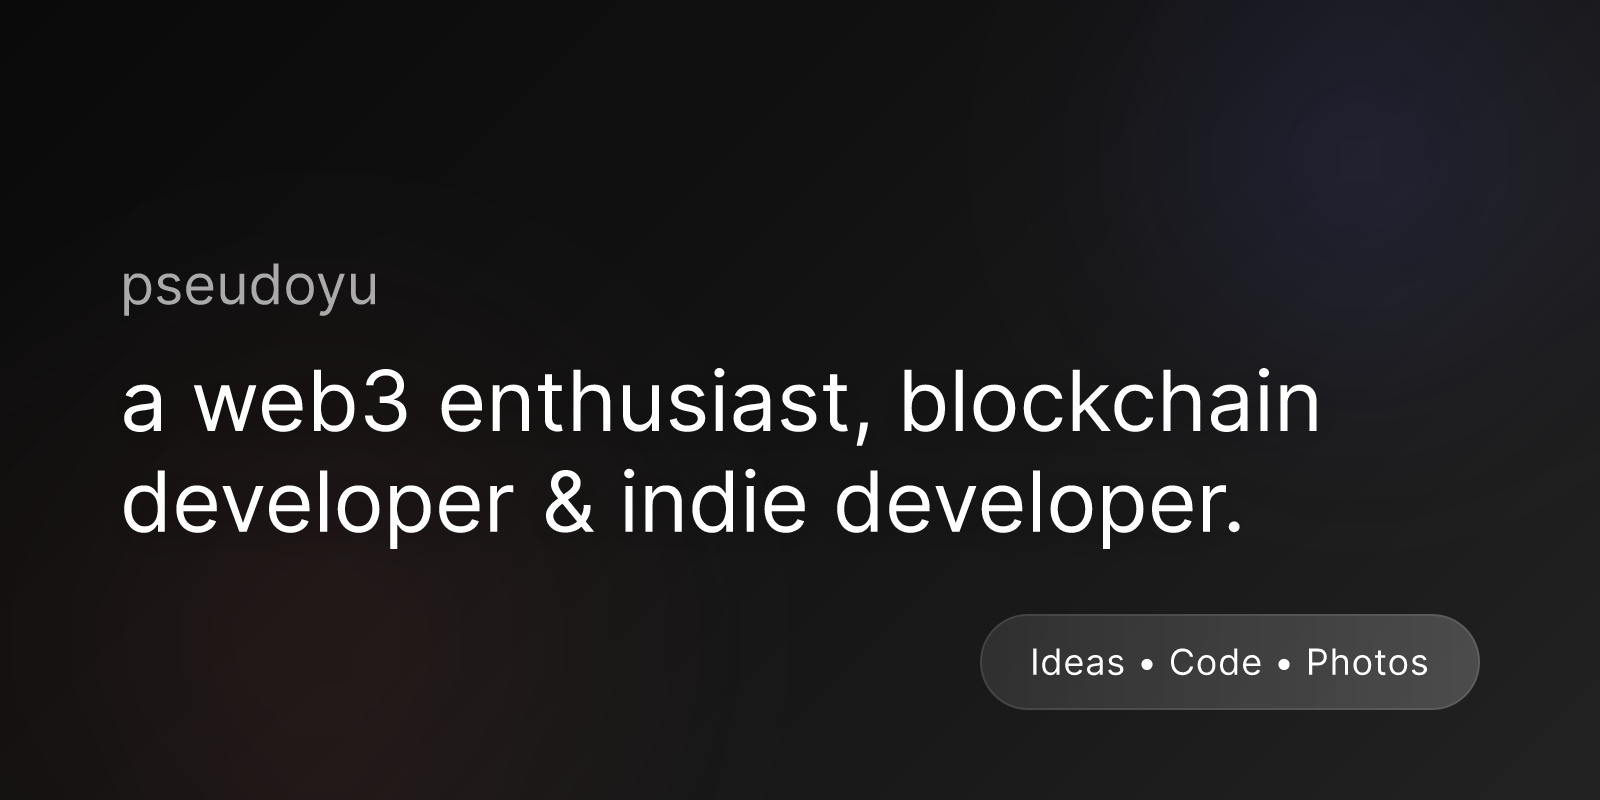 pseudoyu
a web3 enthusiast, blockchain
developer & indie developer.
Ideas • Code • Photos